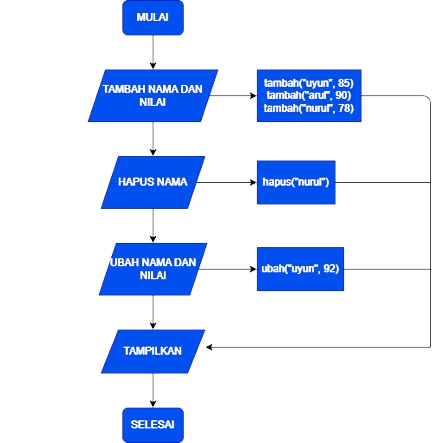 MULAI
TAMBAH NAMA DAN
NILAI
tambah("uyun", 85)
tambah("arul", 90)
tambah("nurul", 78)
HAPUS NAMA
hapus("nurul")
UBAH NAMA DAN
NILAI
ubah("uyun", 92)
TAMPILKAN
SELESAI